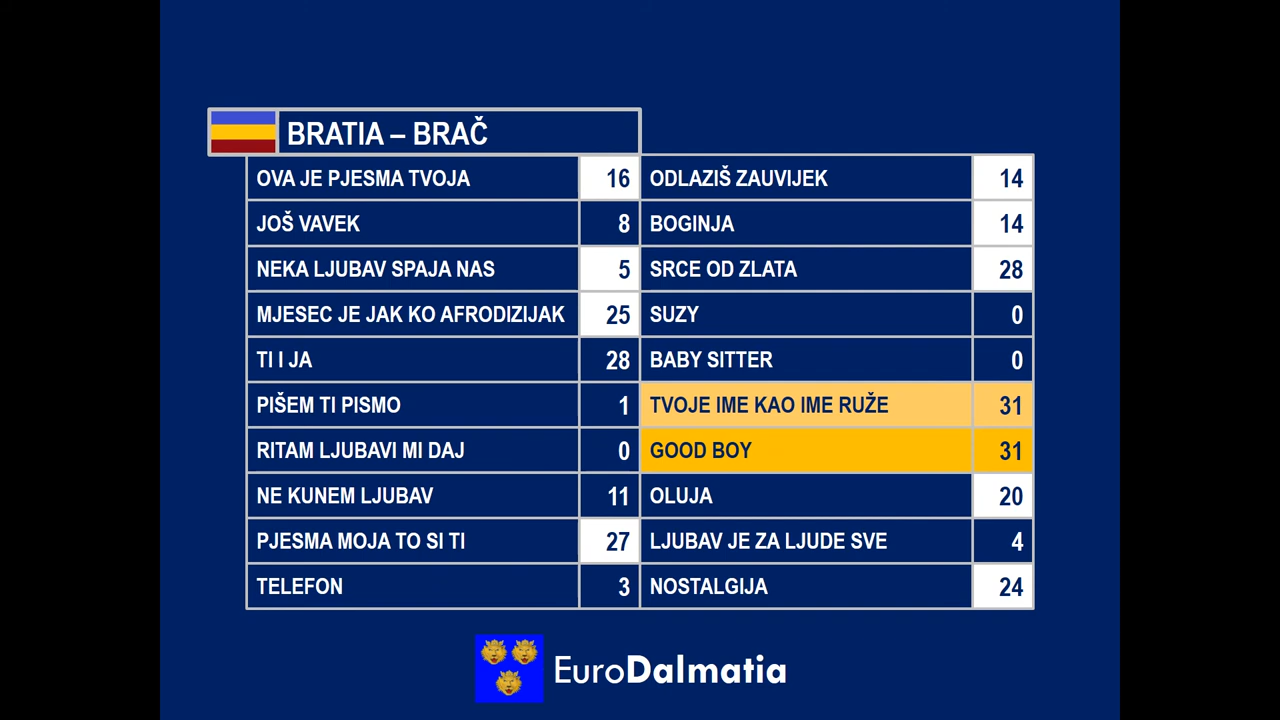 BRATIA – BRAČ
OVA JE PJESMA TVOJA 16 ODLAZIŠ ZAUVIJEK 14
JOŠ VAVEK 8 BOGINJA 14
NEKA LJUBAV SPAJA NAS 5 SRCE OD ZLATA 28
MJESEC JE JAK KO AFRODIZIJAK 25 SUZY 0
TI I JA 28 BABY SITTER 0
PIŠEM TI PISMO 1 TVOJE IME KAO IME RUŽE 31
RITAM LJUBAVI MI DAJ 0 GOOD BOY 31
NE KUNEM LJUBAV 11 OLUJA 20
PJESMA MOJA TO SI TI 27 LJUBAV JE ZA LJUDE SVE 4
TELEFON 3 NOSTALGIJA 24
EuroDalmatia